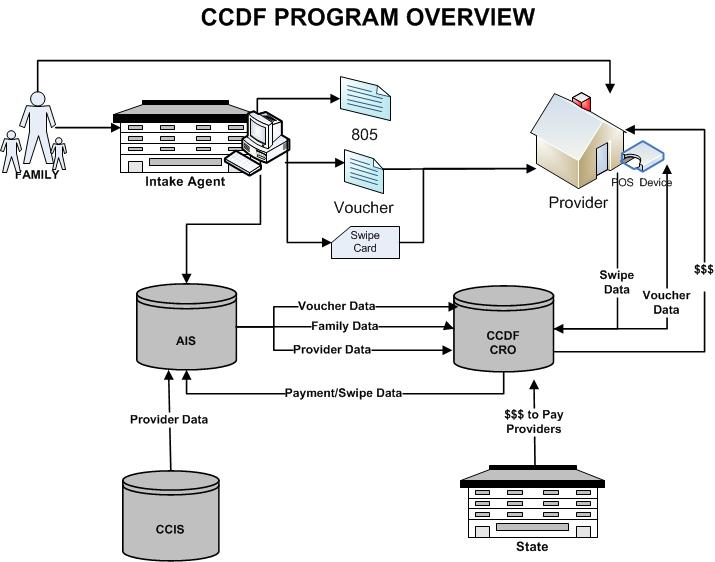 CCDF PROGRAM OVERVIEW
805
FAMILY
Intake Agent
Voucher
Provider
POS Device
Swipe
Card
Swipe
Data
$$$
Voucher
Data
AIS
Voucher Data
Family Data
Provider Data
CCDF
CRO
Payment/Swipe Data
Provider Data
$$$ to Pay
Providers
CCIS
State